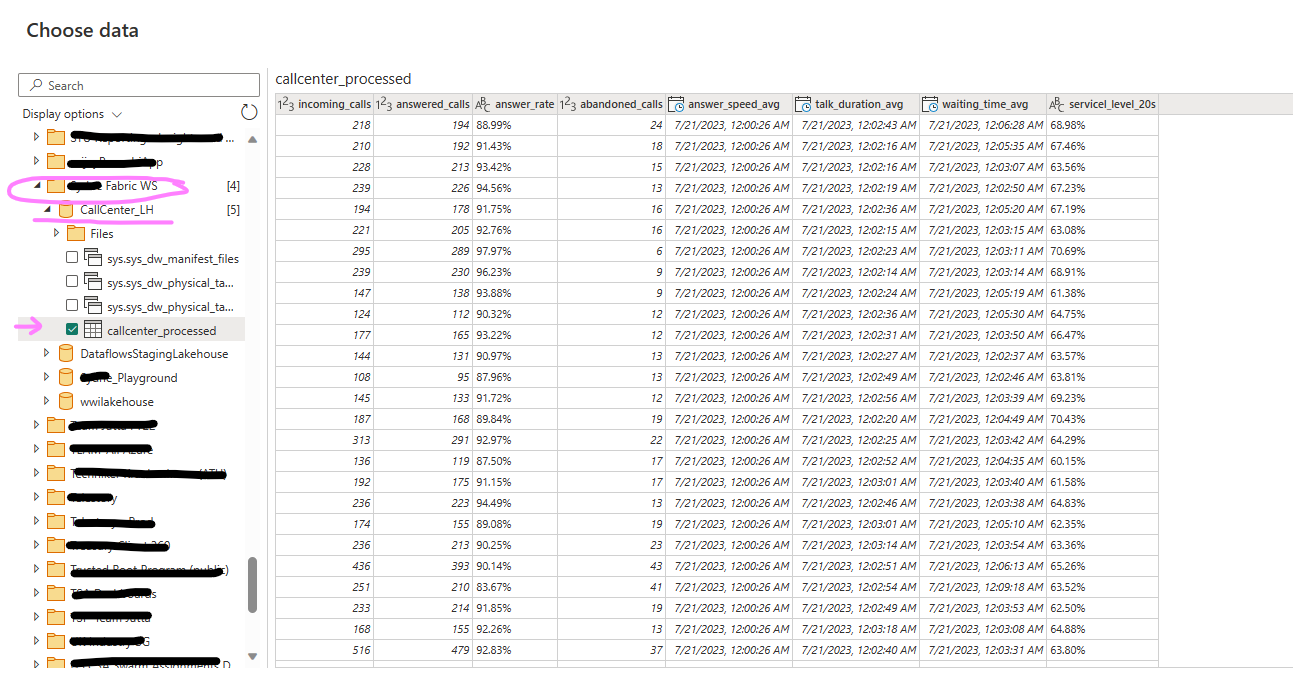 Choose data
Search
Display options
...
App
Fabric WS [4]
CallCenter_LH [5]
Files
sys.sys_dw_manifest_files
sys.sys_dw_physical_ta...
sys.sys_dw_physical_ta...
callcenter_processed
DataflowsStagingLakehouse
_Playground
wwilakehouse
callcenter_processed
incoming_calls answered_calls answer_rate abandoned_calls answer_speed_avg talk_duration_avg waiting_time_avg servicel_level_20s
218 194 88.99% 24 7/21/2023, 12:00:26 AM 7/21/2023, 12:02:43 AM 7/21/2023, 12:06:28 AM 68.98%
210 192 91.43% 18 7/21/2023, 12:00:26 AM 7/21/2023, 12:02:16 AM 7/21/2023, 12:05:35 AM 67.46%
228 213 93.42% 15 7/21/2023, 12:00:26 AM 7/21/2023, 12:02:16 AM 7/21/2023, 12:03:07 AM 63.56%
239 226 94.56% 13 7/21/2023, 12:00:26 AM 7/21/2023, 12:02:19 AM 7/21/2023, 12:02:50 AM 67.23%
194 178 91.75% 16 7/21/2023, 12:00:26 AM 7/21/2023, 12:02:36 AM 7/21/2023, 12:05:20 AM 67.19%
221 205 92.76% 16 7/21/2023, 12:00:26 AM 7/21/2023, 12:02:15 AM 7/21/2023, 12:03:15 AM 63.08%
295 289 97.97% 6 7/21/2023, 12:00:26 AM 7/21/2023, 12:02:23 AM 7/21/2023, 12:03:11 AM 70.69%
239 230 96.23% 9 7/21/2023, 12:00:26 AM 7/21/2023, 12:02:14 AM 7/21/2023, 12:03:14 AM 68.91%
147 138 93.88% 9 7/21/2023, 12:00:26 AM 7/21/2023, 12:02:24 AM 7/21/2023, 12:05:19 AM 61.38%
124 112 90.32% 12 7/21/2023, 12:00:26 AM 7/21/2023, 12:02:36 AM 7/21/2023, 12:05:30 AM 64.75%
177 165 93.22% 12 7/21/2023, 12:00:26 AM 7/21/2023, 12:02:31 AM 7/21/2023, 12:03:50 AM 66.47%
144 131 90.97% 13 7/21/2023, 12:00:26 AM 7/21/2023, 12:02:27 AM 7/21/2023, 12:02:37 AM 63.57%
108 95 87.96% 13 7/21/2023, 12:00:26 AM 7/21/2023, 12:02:49 AM 7/21/2023, 12:02:46 AM 63.81%
145 133 91.72% 12 7/21/2023, 12:00:26 AM 7/21/2023, 12:02:56 AM 7/21/2023, 12:03:39 AM 69.23%
187 168 89.84% 19 7/21/2023, 12:00:26 AM 7/21/2023, 12:02:20 AM 7/21/2023, 12:04:49 AM 70.43%
313 291 92.97% 22 7/21/2023, 12:00:26 AM 7/21/2023, 12:02:25 AM 7/21/2023, 12:03:42 AM 64.29%
136 119 87.50% 17 7/21/2023, 12:00:26 AM 7/21/2023, 12:02:52 AM 7/21/2023, 12:04:35 AM 60.15%
192 175 91.15% 17 7/21/2023, 12:00:26 AM 7/21/2023, 12:03:01 AM 7/21/2023, 12:03:40 AM 61.58%
236 223 94.49% 13 7/21/2023, 12:00:26 AM 7/21/2023, 12:02:46 AM 7/21/2023, 12:03:38 AM 64.83%
174 155 89.08% 19 7/21/2023, 12:00:26 AM 7/21/2023, 12:03:01 AM 7/21/2023, 12:05:10 AM 62.35%
236 213 90.25% 23 7/21/2023, 12:00:26 AM 7/21/2023, 12:03:14 AM 7/21/2023, 12:03:54 AM 63.36%
436 393 90.14% 43 7/21/2023, 12:00:26 AM 7/21/2023, 12:02:51 AM 7/21/2023, 12:06:13 AM 65.26%
251 210 83.67% 41 7/21/2023, 12:00:26 AM 7/21/2023, 12:02:54 AM 7/21/2023, 12:09:18 AM 63.52%
233 214 91.85% 19 7/21/2023, 12:00:26 AM 7/21/2023, 12:02:49 AM 7/21/2023, 12:03:53 AM 62.50%
168 155 92.26% 13 7/21/2023, 12:00:26 AM 7/21/2023, 12:03:18 AM 7/21/2023, 12:03:08 AM 64.88%
516 479 92.83% 37 7/21/2023, 12:00:26 AM 7/21/2023, 12:02:40 AM 7/21/2023, 12:03:31 AM 63.80%